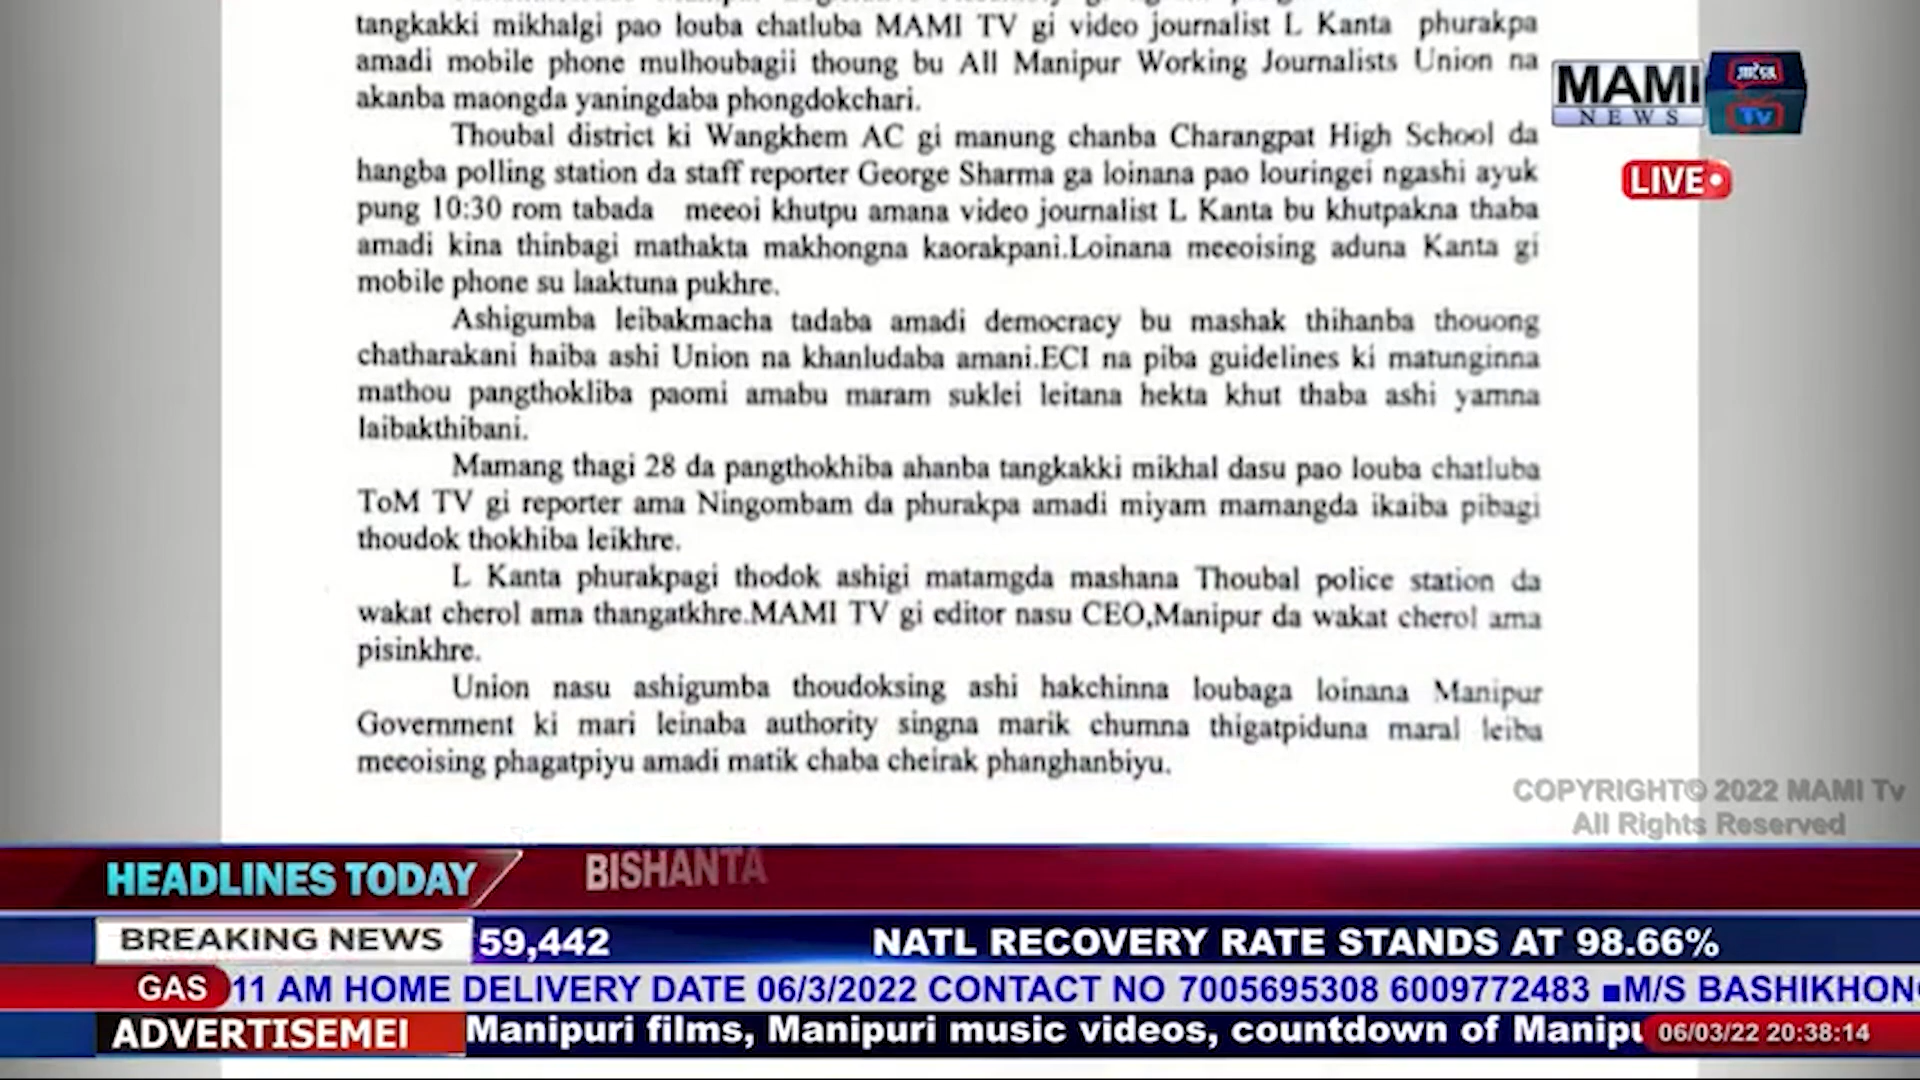 tangkakki mikhalgi pao louba chatluba MAMI TV gi video journalist L Kanta phurakpa
amadi mobile phone mulhoubagii thoung bu All Manipur Working Journalists Union na
akanba maongda yaningdaba phongdokchari.
Thoubal district ki Wangkhem AC gi manung chanba Charangpat High School da
hangba polling station da staff reporter George Sharma ga loinana pao louringei ngashi ayuk
pung 10:30 rom tabada meeoi khutpu amana video journalist L Kanta bu khutpakna thaba
amadi kina thinbagi mathakta makhongna kaorakpani.Loinana meeoising aduna Kanta gi
mobile phone su laaktuna pukhre.
Ashigumba leibakmacha tadaba amadi democracy bu mashak thihanba thouong
chatharakani haiba ashi Union na khanludaba amani.ECI na piba guidelines ki matunginna
mathou pangthokliba paomi amabu maram suklei leitana hekta khut thaba ashi yamna
laibakthibani.
Mamang thagi 28 da pangthokhiba ahanba tangkakki mikhal dasu pao louba chatluba
ToM TV gi reporter ama Ningombam da phurakpa amadi miyam mamangda ikaiba pibagi
thoudok thokhiba leikhre.
L Kanta phurakpagi thodok ashigi matamgda mashana Thoubal police station da
wakat cherol ama thangatkhre.MAMI TV gi editor nasu CEO,Manipur da wakat cherol ama
pisinkhre.
Union nasu ashigumba thoudoksing ashi hakchinna loubaga loinana Manipur
Government ki mari leinaba authority singna marik chumna thigatpiduna maral leiba
meeoising phagatpiyu amadi matik chaba cheirak phanghanbiyu.
MAMI
NEWS
TV
LIVE
COPYRIGHT© 2022 MAMI Tv
All Rights Reserved
HEADLINES TODAY BISHANTA
BREAKING NEWS 59,442 NATL RECOVERY RATE STANDS AT 98.66%
GAS 11 AM HOME DELIVERY DATE 06/3/2022 CONTACT NO 7005695308 6009772483 ■M/S BASHIKHON
ADVERTISEMEI Manipuri films, Manipuri music videos, countdown of Manipu 06/03/22 20:38:14